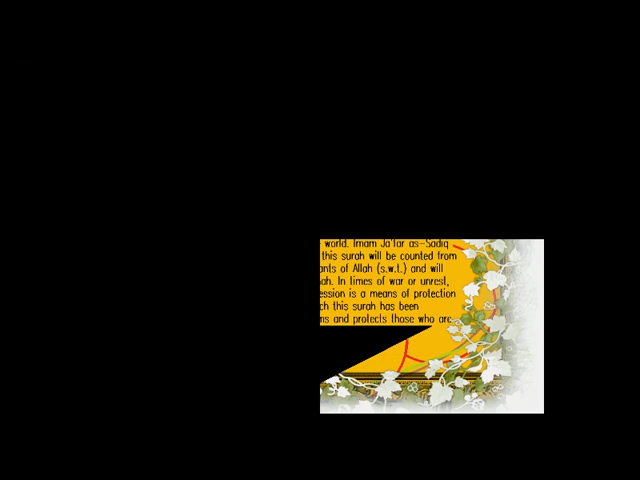 world. Imam Ja'far as-Sadiq
this surah will be counted from
of Allah (s.w.t.) and will
In times of war or unrest,
is a means of protection
this surah has been
and protects those who are